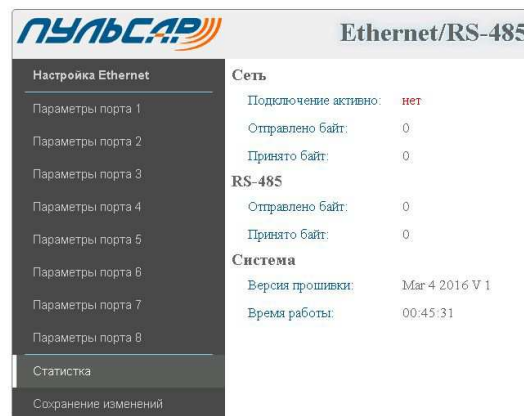 ПУЛЬСАР
Ethernet/RS-485
Настройка Ethernet
Параметры порта 1
Параметры порта 2
Параметры порта 3
Параметры порта 4
Параметры порта 5
Параметры порта 6
Параметры порта 7
Параметры порта 8
Статистка
Сохранение изменений
Сеть
Подключение активно: нет
Отправлено байт: 0
Принято байт: 0
RS-485
Отправлено байт: 0
Принято байт: 0
Система
Версия прошивки: Mar 4 2016 V 1
Время работы: 00:45:31